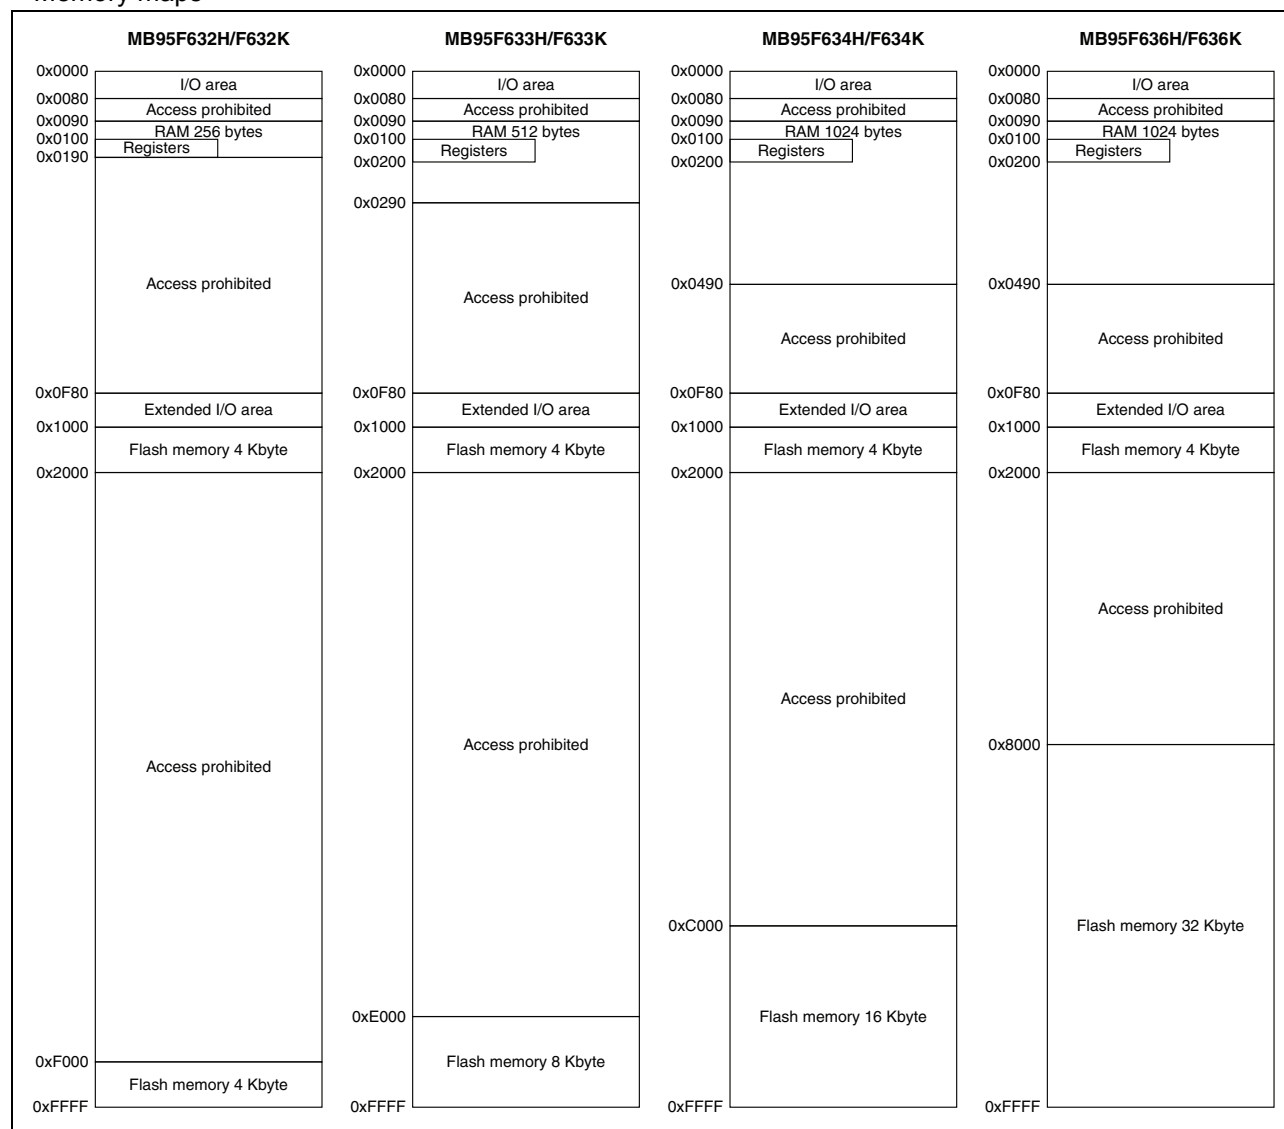 MB95F632H/F632K
0x0000
I/O area
0x0080
Access prohibited
0x0090
RAM 256 bytes
0x0100
Registers
0x0190
Access prohibited
0x0F80
Extended I/O area
0x1000
Flash memory 4 Kbyte
0x2000
Access prohibited
0xF000
Flash memory 4 Kbyte
0xFFFF
MB95F633H/F633K
0x0000
I/O area
0x0080
Access prohibited
0x0090
RAM 512 bytes
0x0100
Registers
0x0200
0x0290
Access prohibited
0x0F80
Extended I/O area
0x1000
Flash memory 4 Kbyte
0x2000
Access prohibited
0xE000
Flash memory 8 Kbyte
0xFFFF
MB95F634H/F634K
0x0000
I/O area
0x0080
Access prohibited
0x0090
RAM 1024 bytes
0x0100
Registers
0x0200
0x0490
Access prohibited
0x0F80
Extended I/O area
0x1000
Flash memory 4 Kbyte
0x2000
Access prohibited
0xC000
Flash memory 16 Kbyte
0xFFFF
MB95F636H/F636K
0x0000
I/O area
0x0080
Access prohibited
0x0090
RAM 1024 bytes
0x0100
Registers
0x0200
0x0490
Access prohibited
0x0F80
Extended I/O area
0x1000
Flash memory 4 Kbyte
0x2000
Access prohibited
0x8000
Flash memory 32 Kbyte
0xFFFF